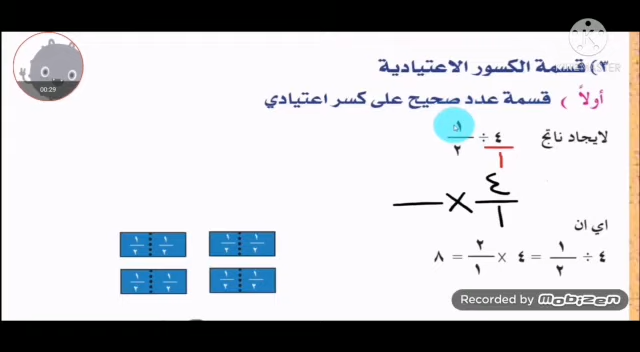 00:29
٣) قسمة الكسور الاعتيادية
أولاً ) قسمة عدد صحيح على كسر اعتيادي
لايجاد ناتج ٤/١ ÷ ١/٢
٤/١ ×
اي ان
٤ ÷ ١/٢ = ٤ × ٢/١ = ٨
١/٢ ١/٢ ١/٢ ١/٢
١/٢ ١/٢ ١/٢ ١/٢
Recorded by Mobizen